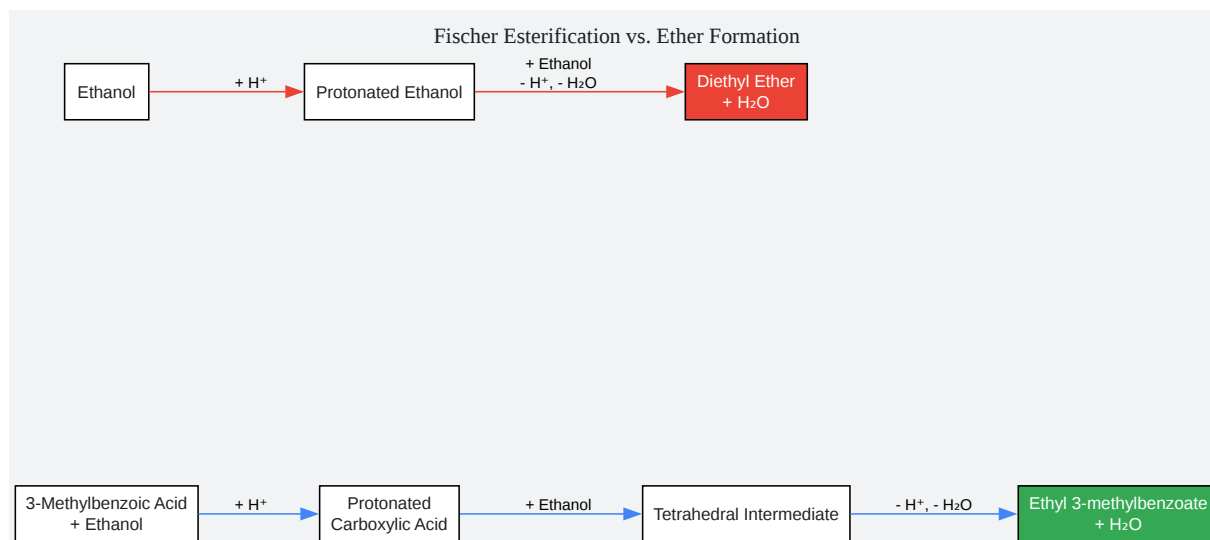 Fischer Esterification vs. Ether Formation
Ethanol
+ H⁺
Protonated Ethanol
+ Ethanol
- H⁺, - H₂O
Diethyl Ether
+ H₂O
3-Methylbenzoic Acid
+ Ethanol
+ H⁺
Protonated
Carboxylic Acid
+ Ethanol
Tetrahedral Intermediate
- H⁺, - H₂O
Ethyl 3-methylbenzoate
+ H₂O